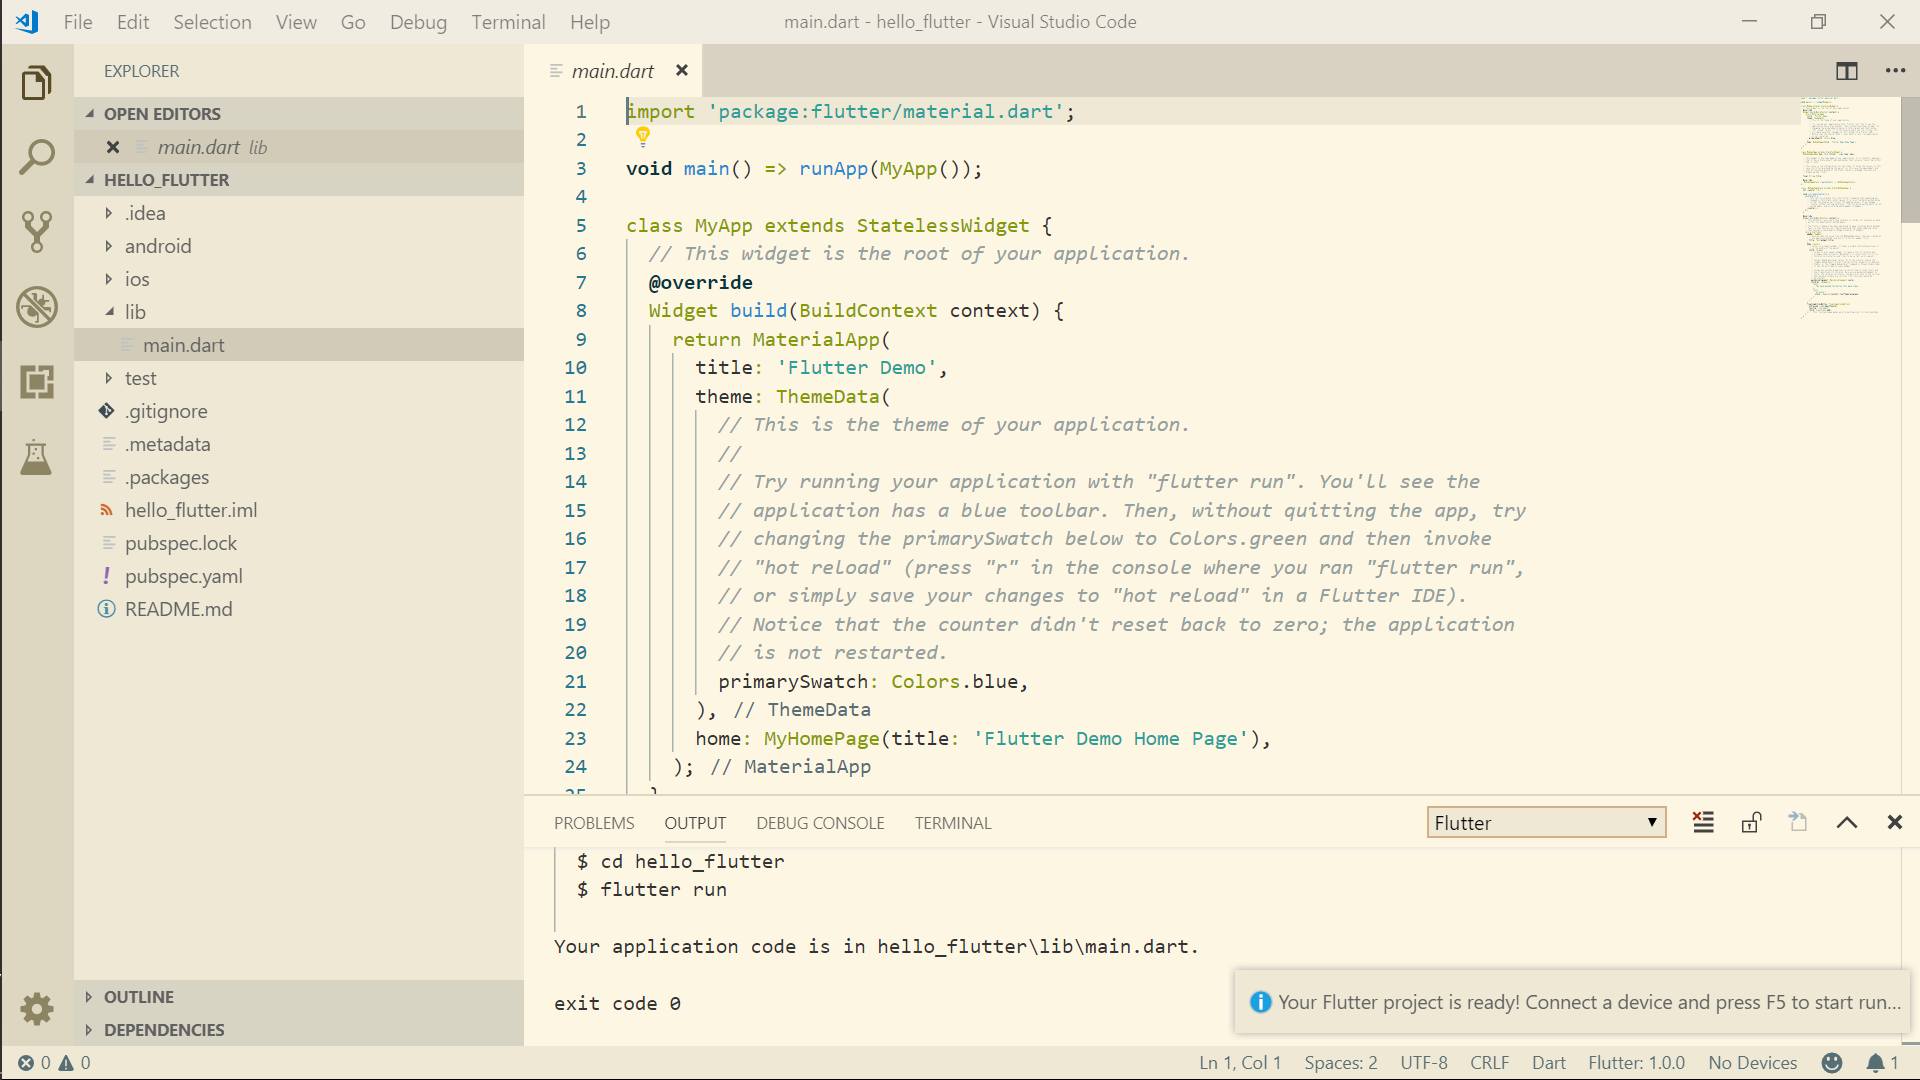 File Edit Selection View Go Debug Terminal Help
main.dart - hello_flutter - Visual Studio Code
EXPLORER
OPEN EDITORS
main.dart lib
HELLO_FLUTTER
.idea
android
ios
lib
main.dart
test
.gitignore
.metadata
.packages
hello_flutter.iml
pubspec.lock
pubspec.yaml
README.md
OUTLINE
DEPENDENCIES
main.dart
1 import 'package:flutter/material.dart';
2
3 void main() => runApp(MyApp());
4
5 class MyApp extends StatelessWidget {
6 // This widget is the root of your application.
7 @override
8 Widget build(BuildContext context) {
9 return MaterialApp(
10 title: 'Flutter Demo',
11 theme: ThemeData(
12 // This is the theme of your application.
13 //
14 // Try running your application with "flutter run". You'll see the
15 // application has a blue toolbar. Then, without quitting the app, try
16 // changing the primarySwatch below to Colors.green and then invoke
17 // "hot reload" (press "r" in the console where you ran "flutter run",
18 // or simply save your changes to "hot reload" in a Flutter IDE).
19 // Notice that the counter didn't reset back to zero; the application
20 // is not restarted.
21 primarySwatch: Colors.blue,
22 ), // ThemeData
23 home: MyHomePage(title: 'Flutter Demo Home Page'),
24 ); // MaterialApp
25 }
PROBLEMS OUTPUT DEBUG CONSOLE TERMINAL
Flutter
$ cd hello_flutter
$ flutter run
Your application code is in hello_flutter\lib\main.dart.
exit code 0
Your Flutter project is ready! Connect a device and press F5 to start run...
0 0
Ln 1, Col 1 Spaces: 2 UTF-8 CRLF Dart Flutter: 1.0.0 No Devices 1